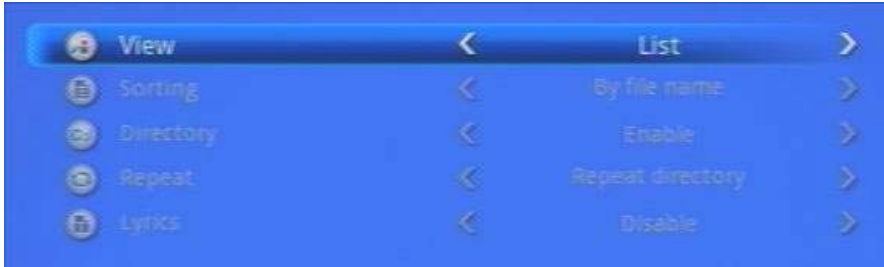 View List
Sorting By file name
Directory Enable
Repeat Repeat directory
Lyrics Disable